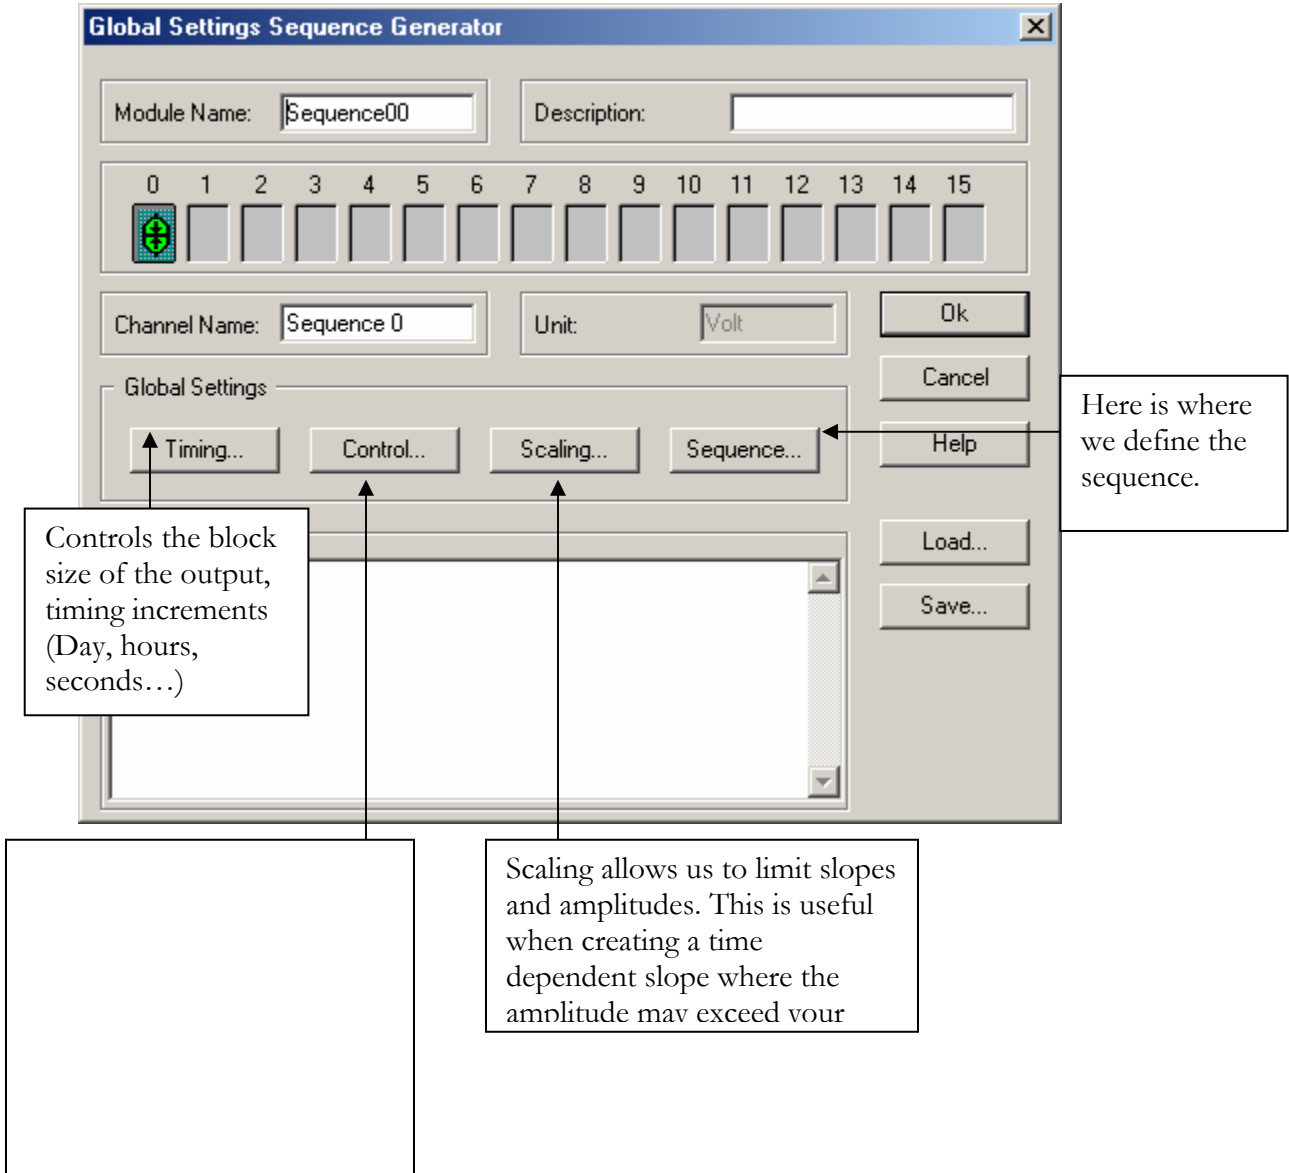 Global Settings Sequence Generator
Module Name: Sequence00 Description:
0 1 2 3 4 5 6 7 8 9 10 11 12 13 14 15
Channel Name: Sequence 0 Unit: Volt
Ok
Cancel
Help
Load...
Save...
Global Settings
Timing... Control... Scaling... Sequence...
Here is where
we define the
sequence.
Controls the block
size of the output,
timing increments
(Day, hours,
seconds…)
Scaling allows us to limit slopes
and amplitudes. This is useful
when creating a time
dependent slope where the
amplitude may exceed your